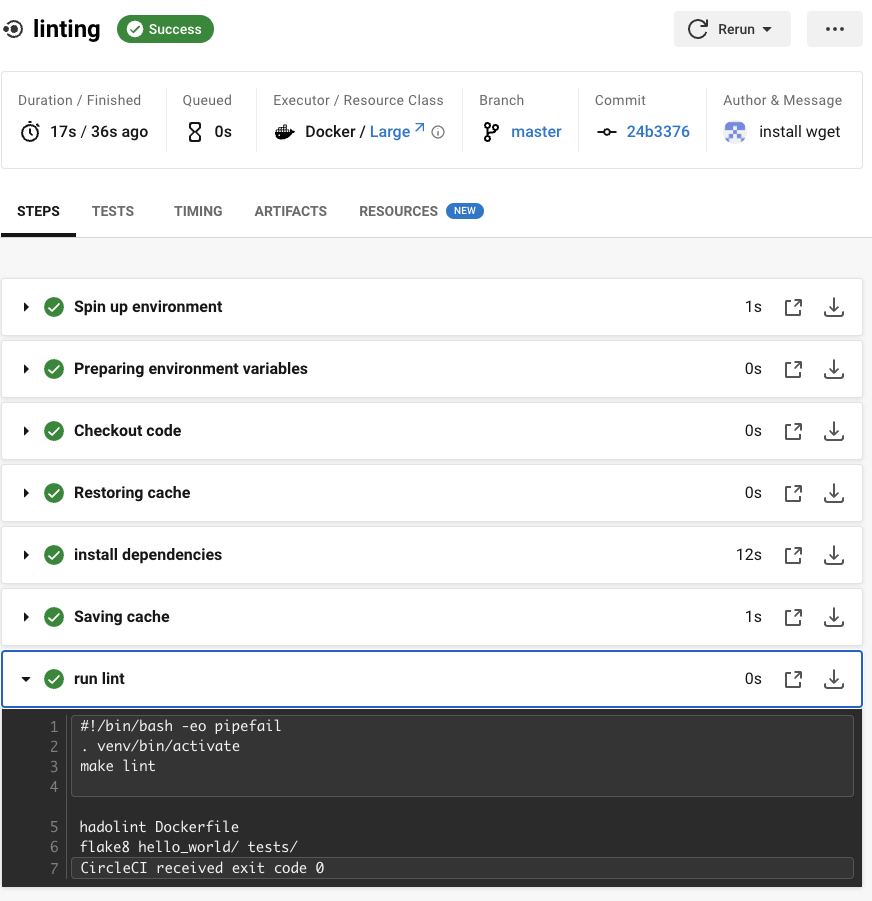 linting Success Rerun
Duration / Finished Queued Executor / Resource Class Branch Commit Author & Message
17s / 36s ago 0s Docker / Large master 24b3376 install wget
STEPS TESTS TIMING ARTIFACTS RESOURCES NEW
Spin up environment 1s
Preparing environment variables 0s
Checkout code 0s
Restoring cache 0s
install dependencies 12s
Saving cache 1s
run lint 0s
1 #!/bin/bash -eo pipefail
2 . venv/bin/activate
3 make lint
4
5 hadolint Dockerfile
6 flake8 hello_world/ tests/
7 CircleCI received exit code 0